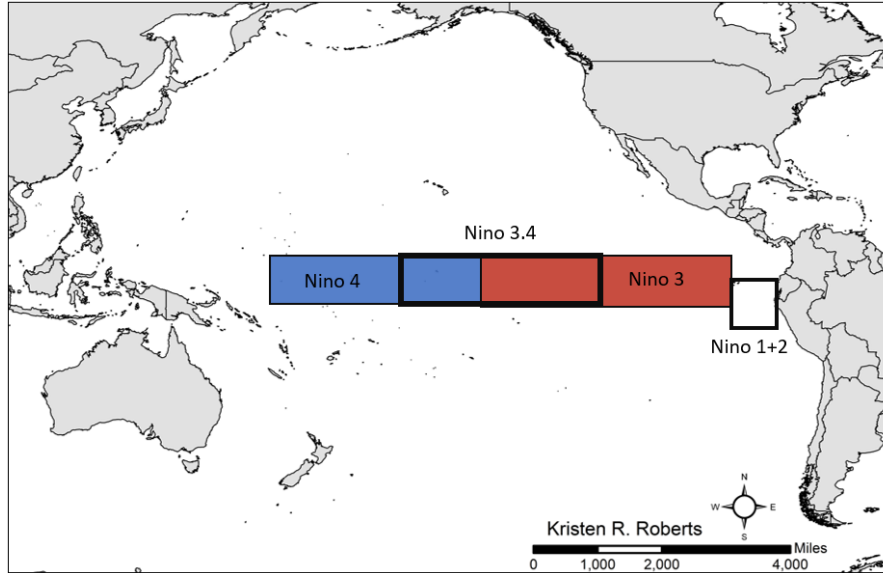 Nino 3.4
Nino 4
Nino 3
Nino 1+2
N
W
E
S
Kristen R. Roberts
Miles
0
1,000
2,000
4,000